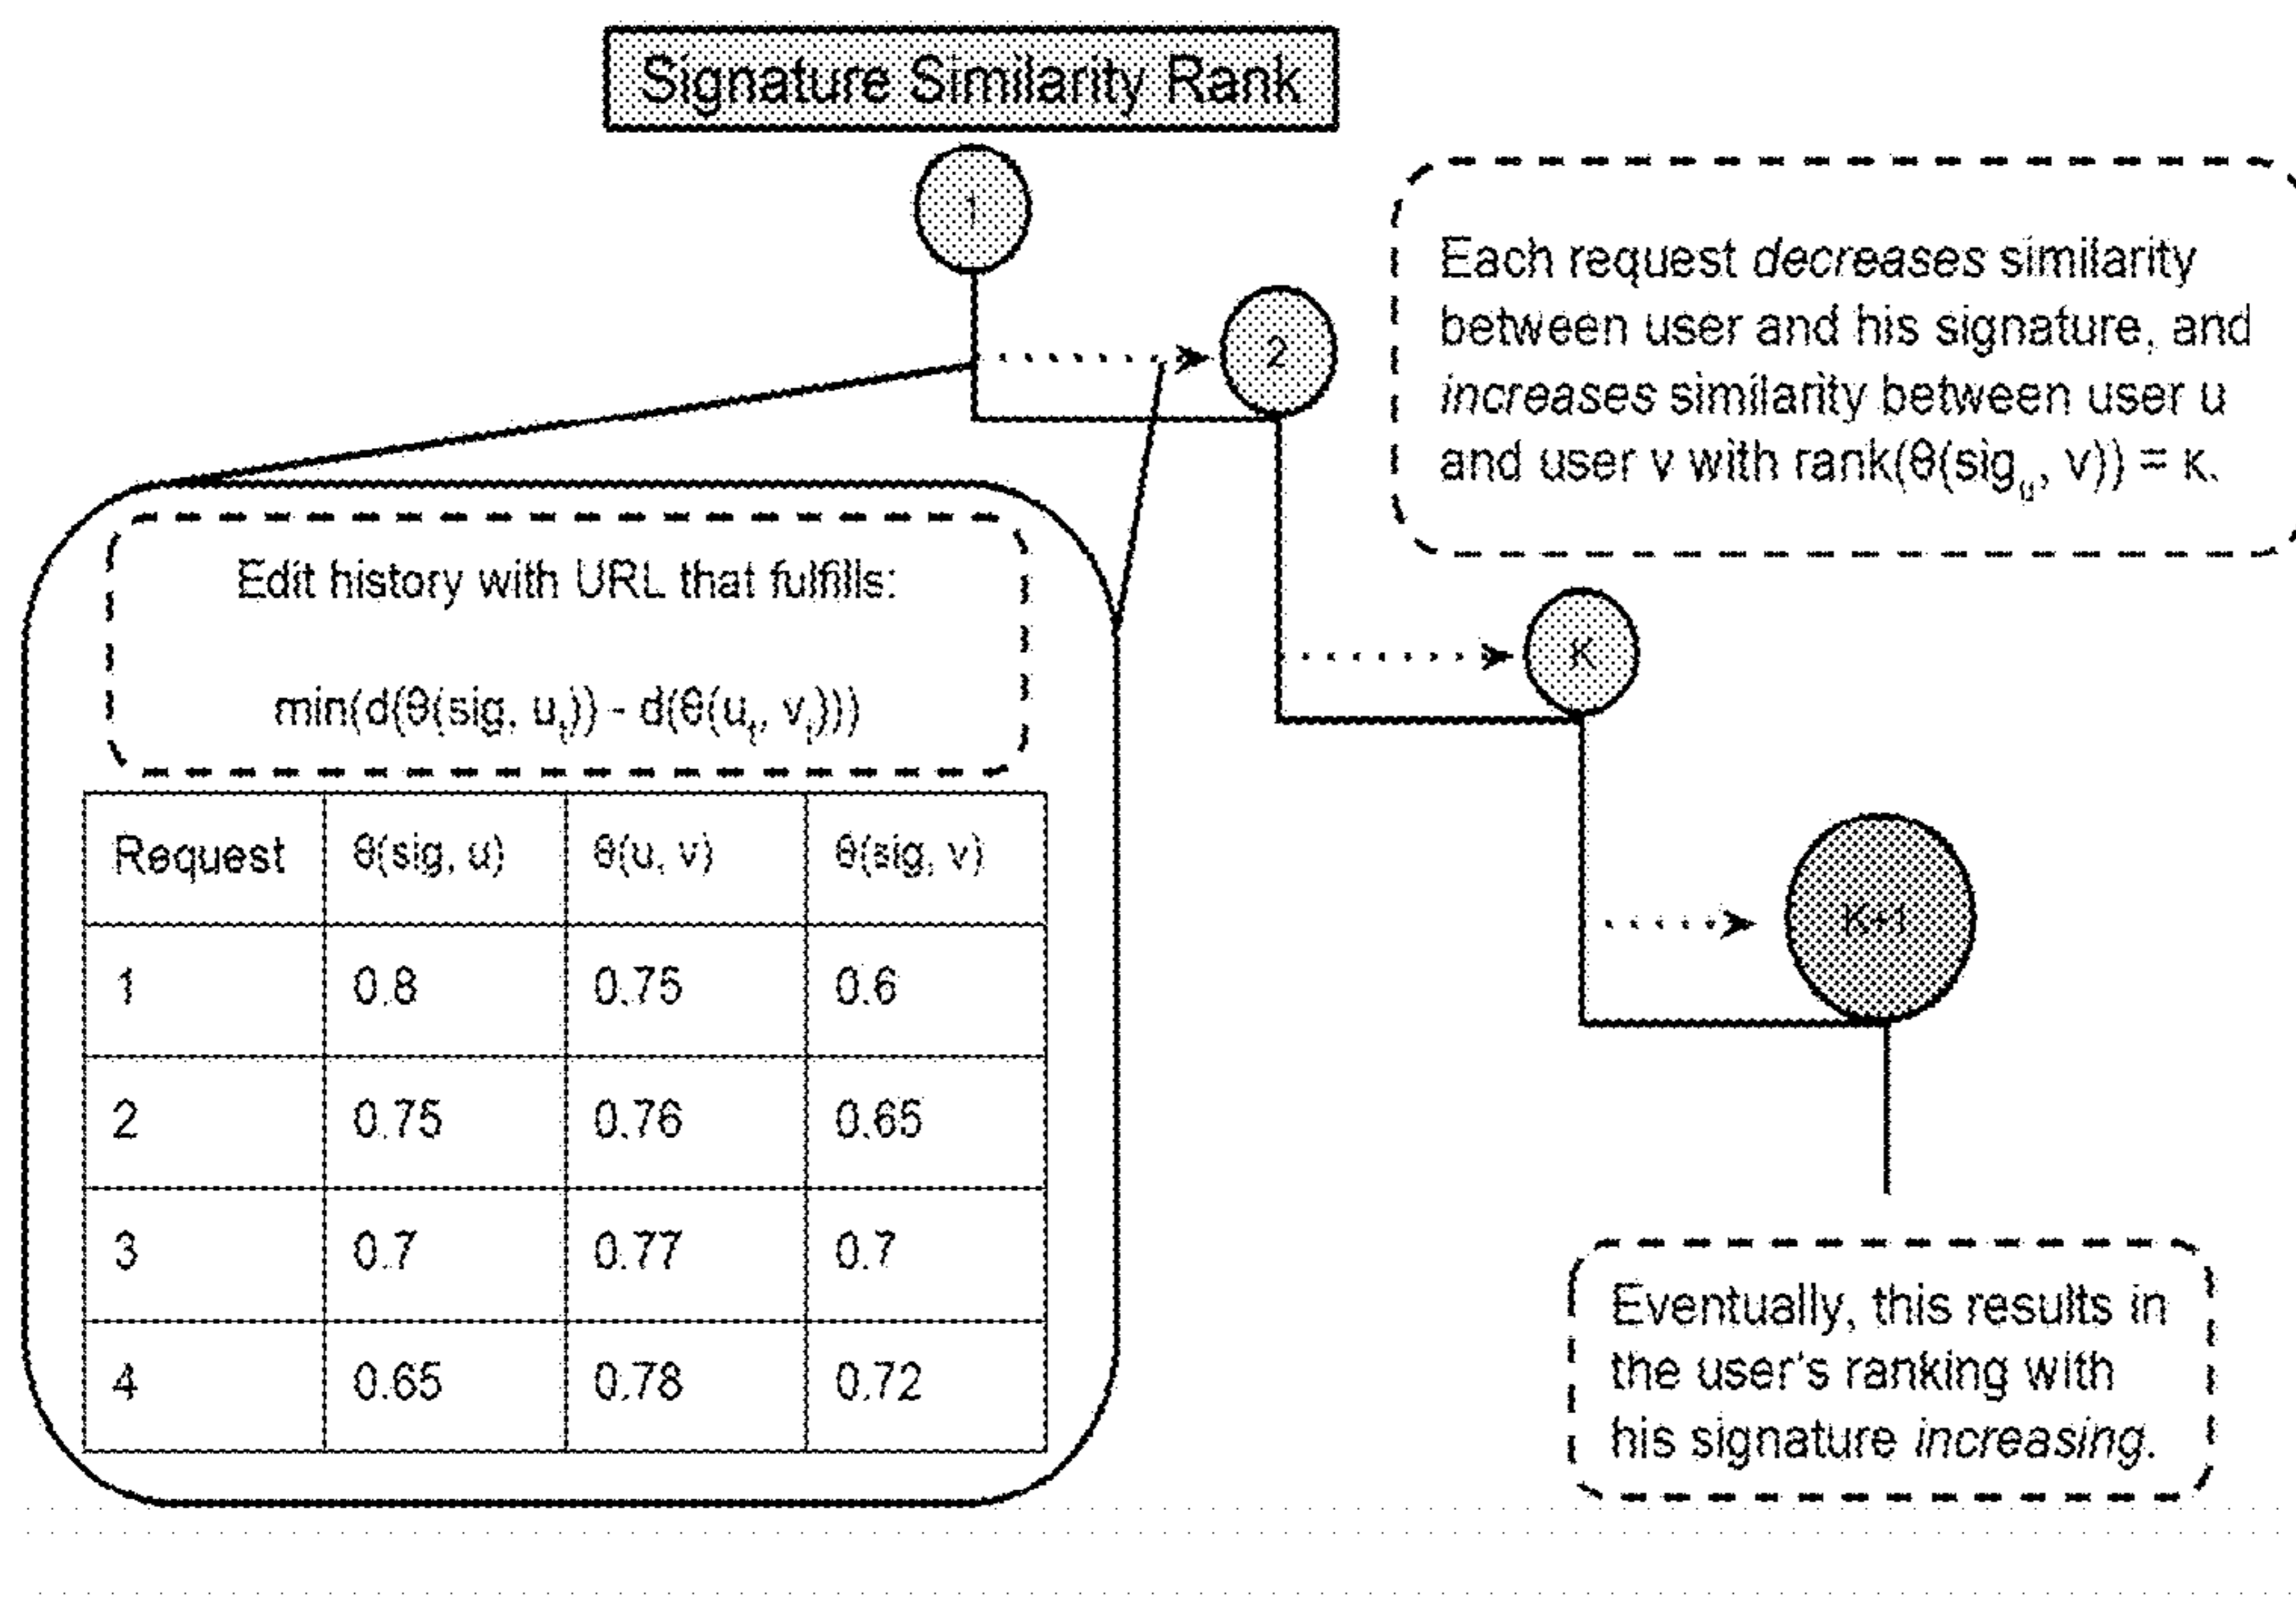 Signature Similarity Rank
1
2
Each request decreases similarity
between user and his signature, and
increases similarity between user u
and user v with rank(θ(sig_u, v)) = κ.
Edit history with URL that fulfills:
min(d(θ(sig, u_t)) - d(θ(u_t, v_t)))
K
K+1
Request θ(sig, u) θ(u, v) θ(sig, v)
1 0.8 0.75 0.6
2 0.75 0.76 0.65
3 0.7 0.77 0.7
4 0.65 0.78 0.72
Eventually, this results in
the user's ranking with
his signature increasing.